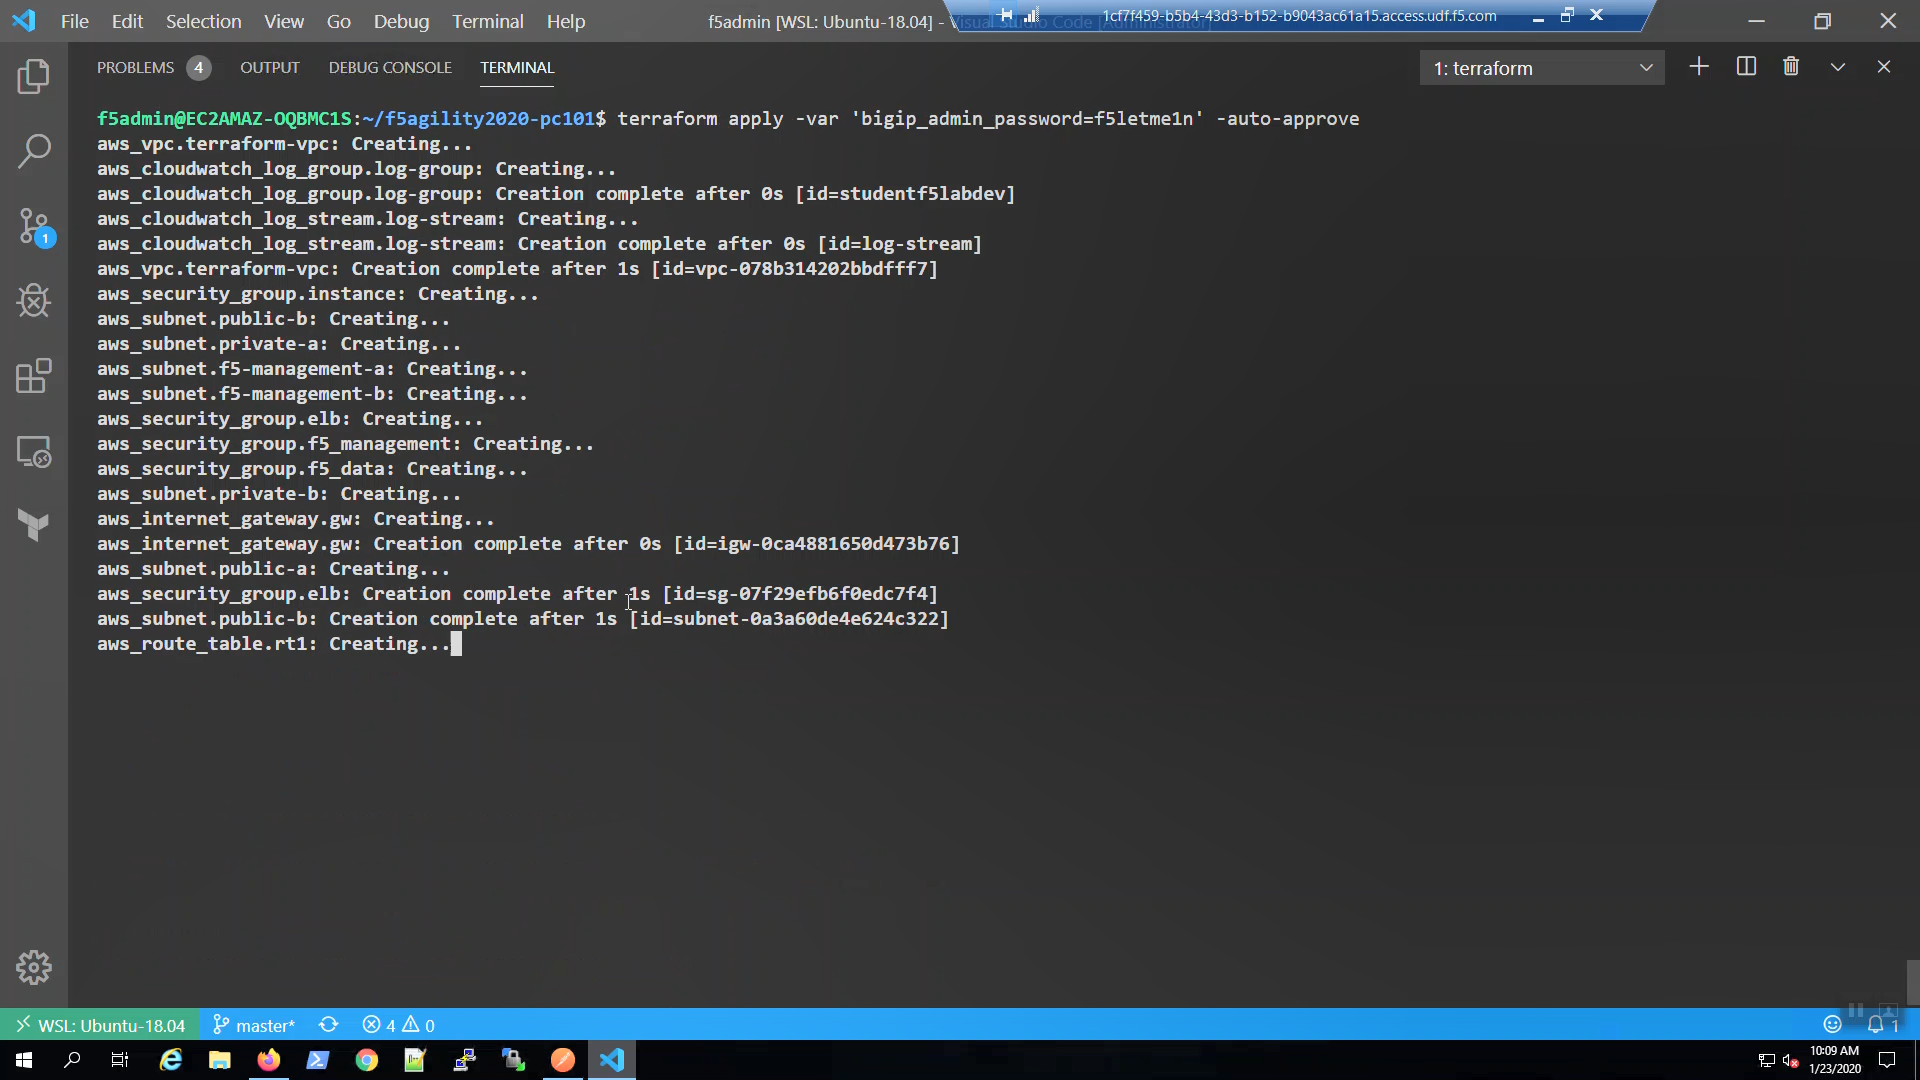 File Edit Selection View Go Debug Terminal Help
f5admin [WSL: Ubuntu-18.04] - Visual Studio Code [Administrator]
1cf7f459-b5b4-43d3-b152-b9043ac61a15.access.udf.f5.com
PROBLEMS 4 OUTPUT DEBUG CONSOLE TERMINAL
1: terraform
f5admin@EC2AMAZ-OQBMC1S:~/f5agility2020-pc101$ terraform apply -var 'bigip_admin_password=f5letme1n' -auto-approve
aws_vpc.terraform-vpc: Creating...
aws_cloudwatch_log_group.log-group: Creating...
aws_cloudwatch_log_group.log-group: Creation complete after 0s [id=studentf5labdev]
aws_cloudwatch_log_stream.log-stream: Creating...
aws_cloudwatch_log_stream.log-stream: Creation complete after 0s [id=log-stream]
aws_vpc.terraform-vpc: Creation complete after 1s [id=vpc-078b314202bbdfff7]
aws_security_group.instance: Creating...
aws_subnet.public-b: Creating...
aws_subnet.private-a: Creating...
aws_subnet.f5-management-a: Creating...
aws_subnet.f5-management-b: Creating...
aws_security_group.elb: Creating...
aws_security_group.f5_management: Creating...
aws_security_group.f5_data: Creating...
aws_subnet.private-b: Creating...
aws_internet_gateway.gw: Creating...
aws_internet_gateway.gw: Creation complete after 0s [id=igw-0ca4881650d473b76]
aws_subnet.public-a: Creating...
aws_security_group.elb: Creation complete after 1s [id=sg-07f29efb6f0edc7f4]
aws_subnet.public-b: Creation complete after 1s [id=subnet-0a3a60de4e624c322]
aws_route_table.rt1: Creating...
1
WSL: Ubuntu-18.04 master* 4 0 1
10:09 AM
1/23/2020